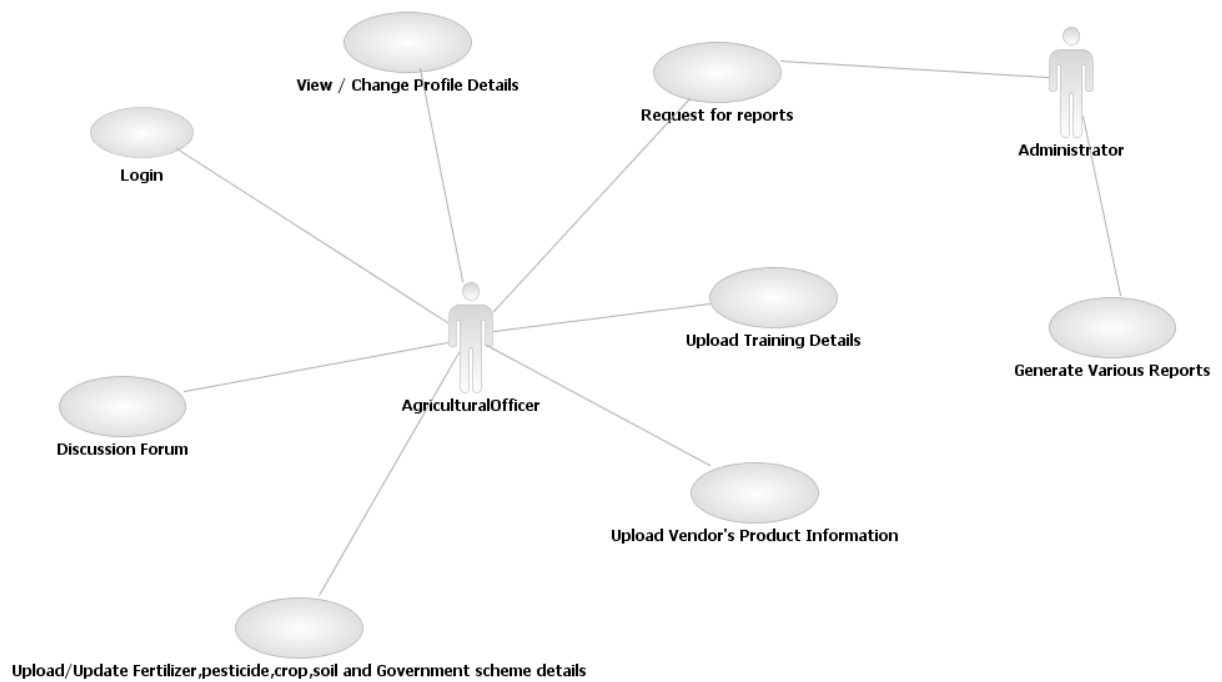 View / Change Profile Details
Request for reports
Administrator
Login
Upload Training Details
Generate Various Reports
AgriculturalOfficer
Discussion Forum
Upload Vendor's Product Information
Upload/Update Fertilizer,pesticide,crop,soil and Government scheme details